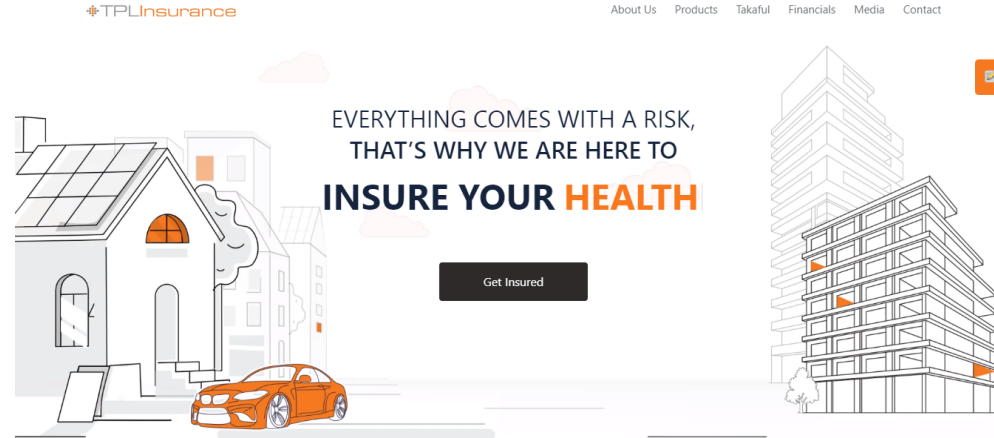 TPLInsurance
About Us Products Takaful Financials Media Contact
EVERYTHING COMES WITH A RISK,
THAT'S WHY WE ARE HERE TO
INSURE YOUR HEALTH
Get Insured